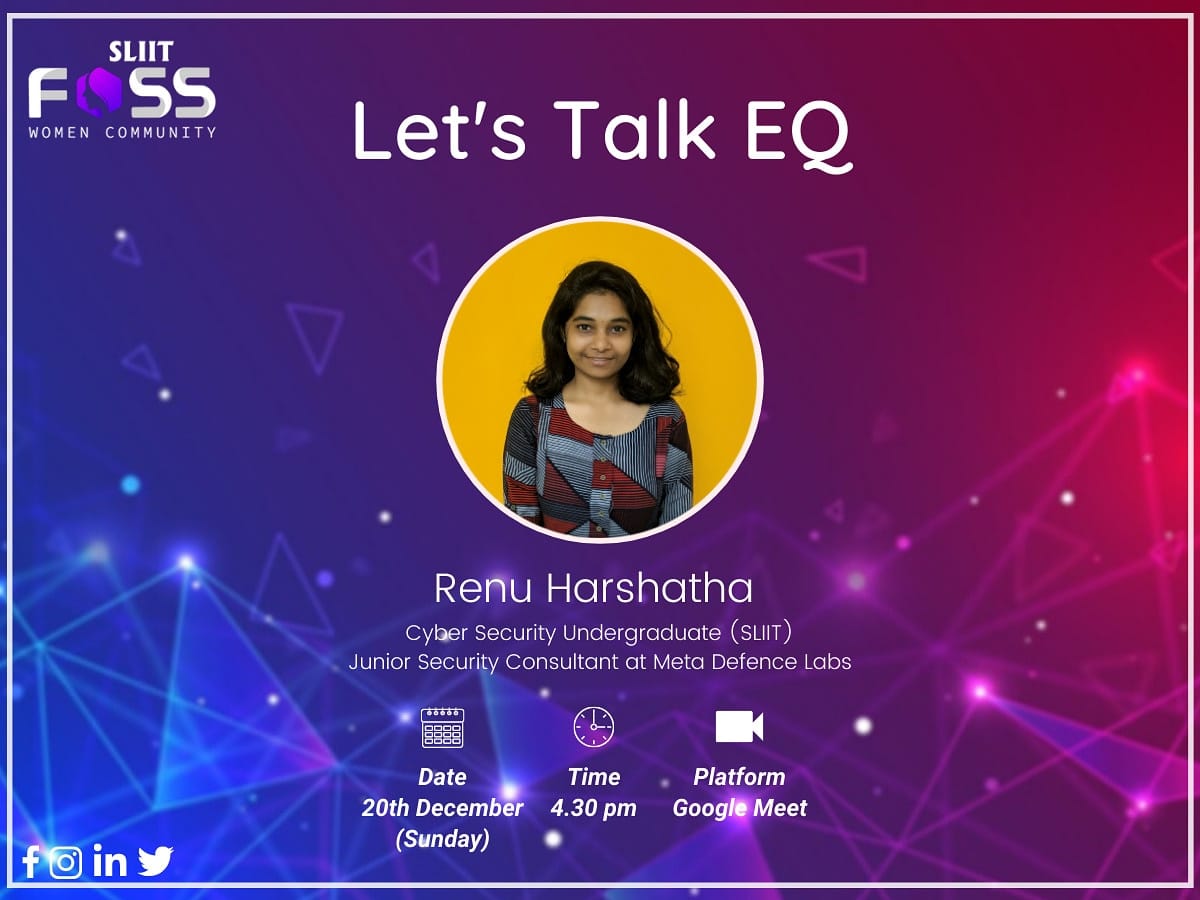 SLIIT
FOSS
WOMEN COMMUNITY
Let's Talk EQ
Renu Harshatha
Cyber Security Undergraduate (SLIIT)
Junior Security Consultant at Meta Defence Labs
Date
20th December
(Sunday)
Time
4.30 pm
Platform
Google Meet